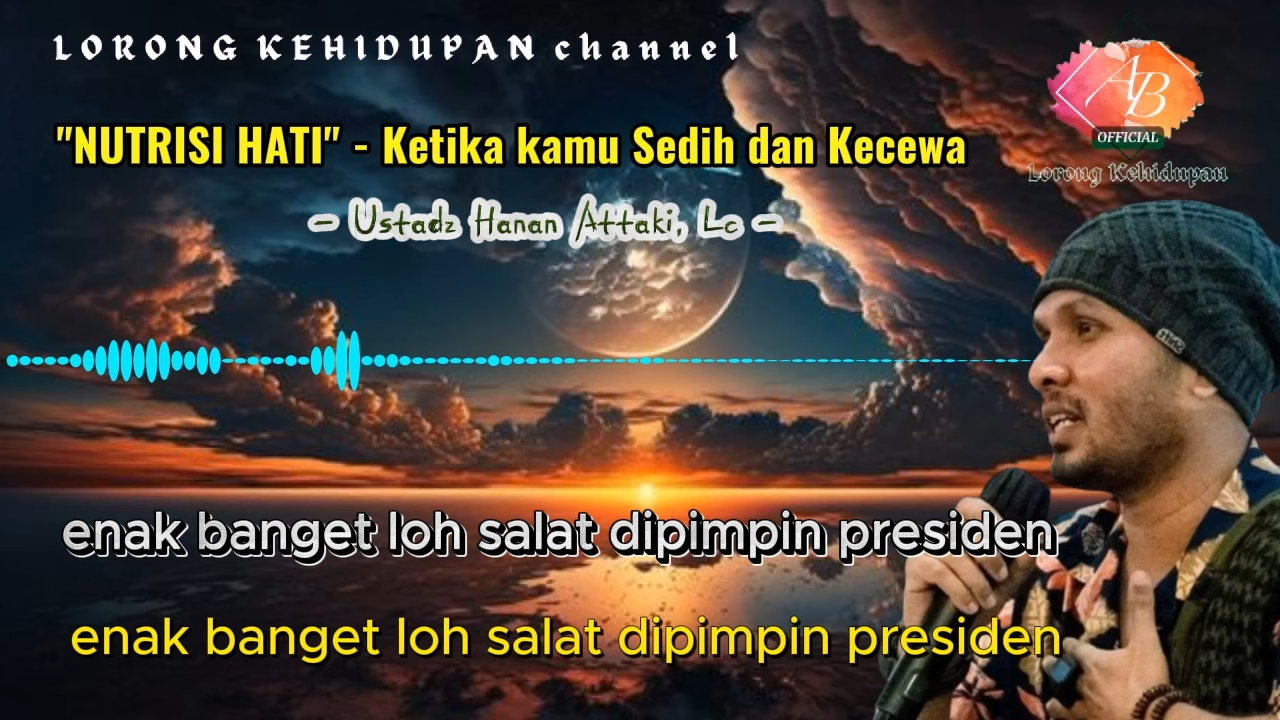 LORONG KEHIDUPAN channel
AB
OFFICIAL
Lorong Kehidupan
"NUTRISI HATI" - Ketika kamu Sedih dan Kecewa
- Ustadz Hanan Attaki, Lc -
enak banget loh salat dipimpin presiden
enak banget loh salat dipimpin presiden